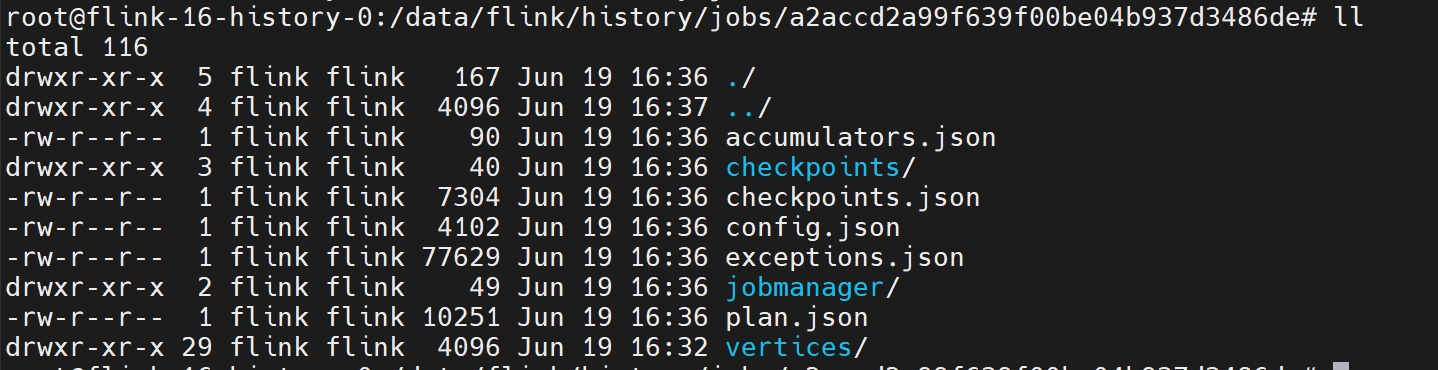 root@flink-16-history-0:/data/flink/history/jobs/a2accd2a99f639f00be04b937d3486de# ll
total 116
drwxr-xr-x  5 flink flink   167 Jun 19 16:36 ./
drwxr-xr-x  4 flink flink  4096 Jun 19 16:37 ../
-rw-r--r--  1 flink flink    90 Jun 19 16:36 accumulators.json
drwxr-xr-x  3 flink flink    40 Jun 19 16:36 checkpoints/
-rw-r--r--  1 flink flink  7304 Jun 19 16:36 checkpoints.json
-rw-r--r--  1 flink flink  4102 Jun 19 16:36 config.json
-rw-r--r--  1 flink flink 77629 Jun 19 16:36 exceptions.json
drwxr-xr-x  2 flink flink    49 Jun 19 16:36 jobmanager/
-rw-r--r--  1 flink flink 10251 Jun 19 16:36 plan.json
drwxr-xr-x 29 flink flink  4096 Jun 19 16:32 vertices/